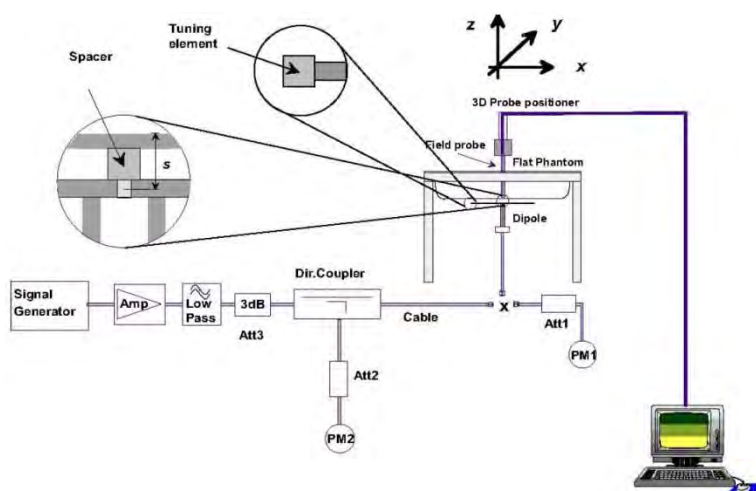 Tuning
element
Spacer
s
z
y
x
3D Probe positioner
Field probe
Flat Phantom
Dipole
Signal
Generator
Amp
Low
Pass
3dB
Att3
Dir.Coupler
Cable
x
Att1
PM1
Att2
PM2